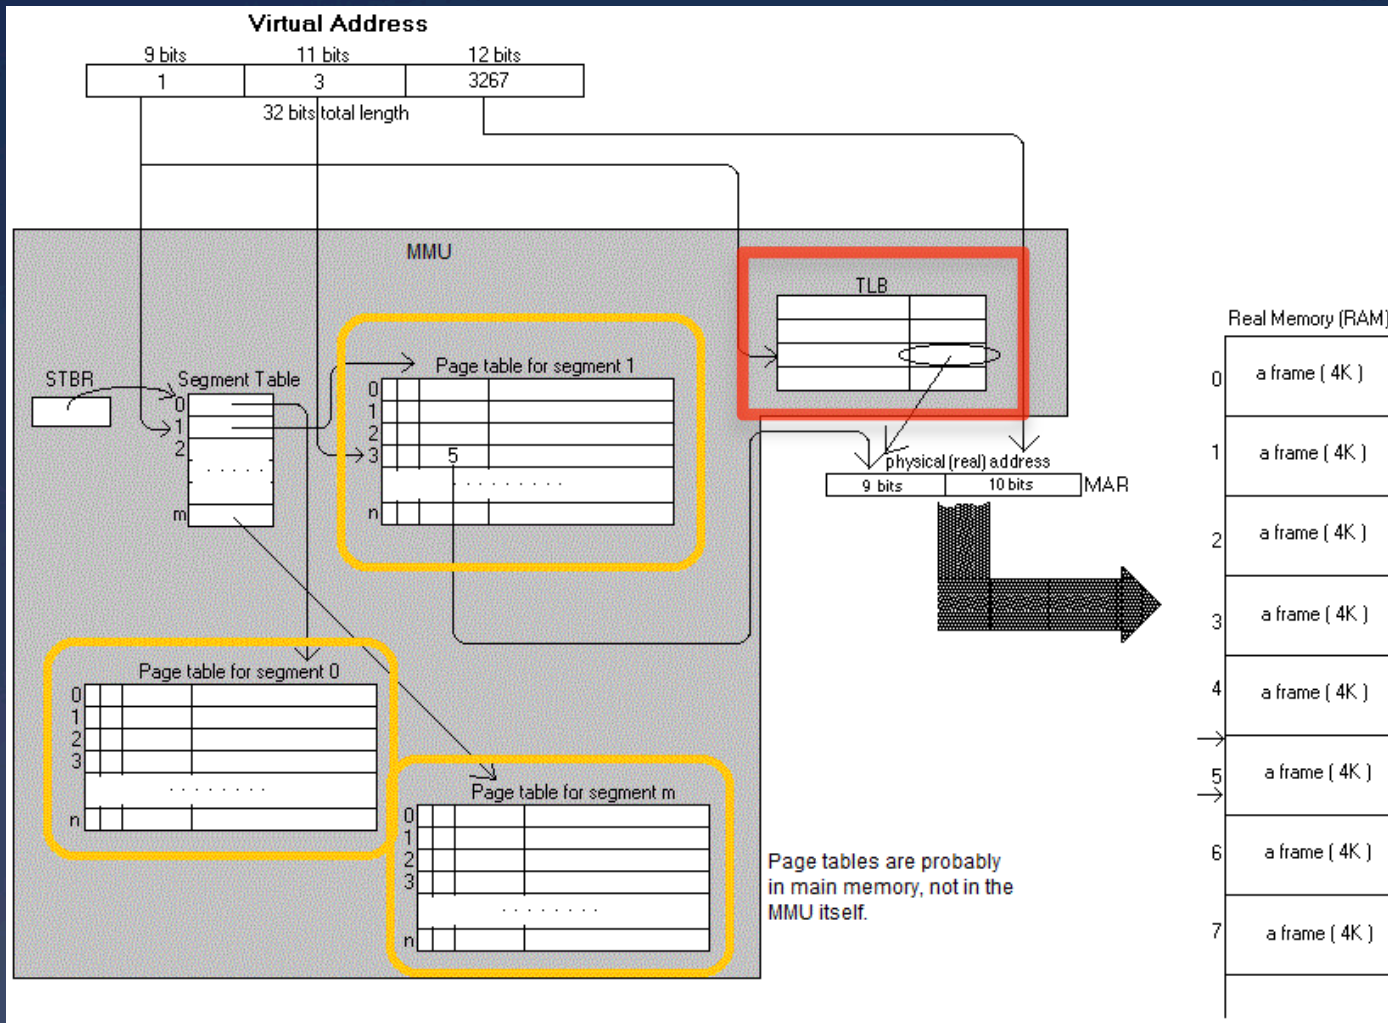 Virtual Address
9 bits 11 bits 12 bits
1 3 3267
32 bits total length
MMU
TLB
STBR
Segment Table
0
1
2
. . . . .
m
Page table for segment 1
0
1
2
3 5
. . . . . . . . .
n
physical (real) address
9 bits 10 bits MAR
Page table for segment 0
0
1
2
3
. . . . . . . .
n
Page table for segment m
0
1
2
3
. . . . . . . .
n
Page tables are probably
in main memory, not in the
MMU itself.
Real Memory (RAM)
0 a frame ( 4K )
1 a frame ( 4K )
2 a frame ( 4K )
3 a frame ( 4K )
4 a frame ( 4K )
5 a frame ( 4K )
6 a frame ( 4K )
7 a frame ( 4K )